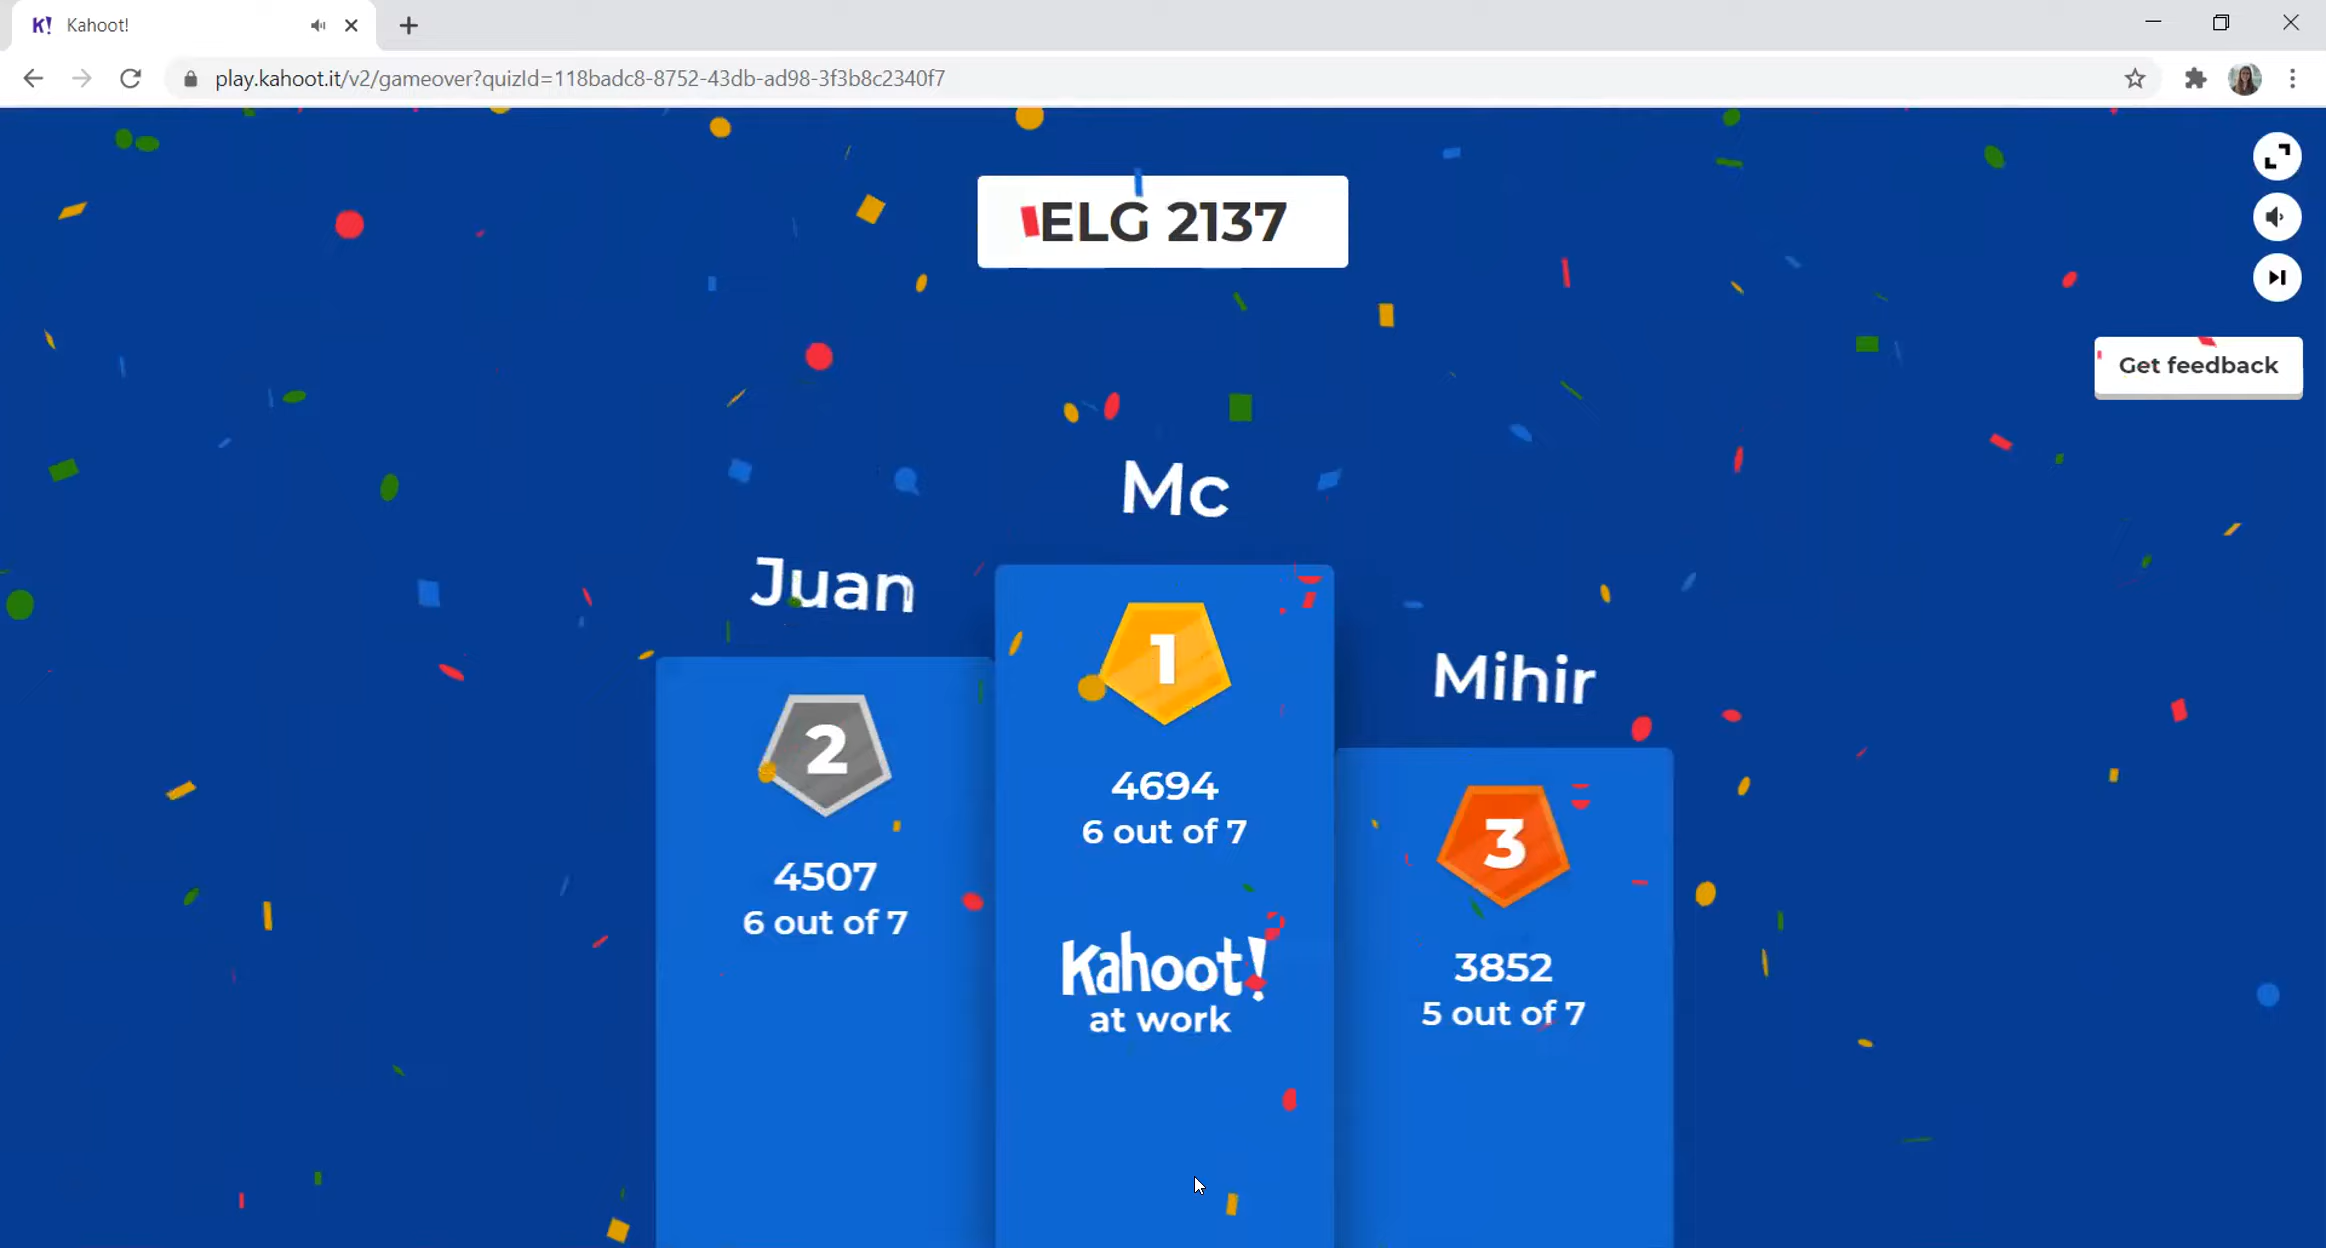 Kahoot!
play.kahoot.it/v2/gameover?quizId=118badc8-8752-43db-ad98-3f3b8c2340f7
ELG 2137
Get feedback
Mc
Juan
Mihir
1
2
3
4694
6 out of 7
4507
6 out of 7
3852
5 out of 7
Kahoot!
at work